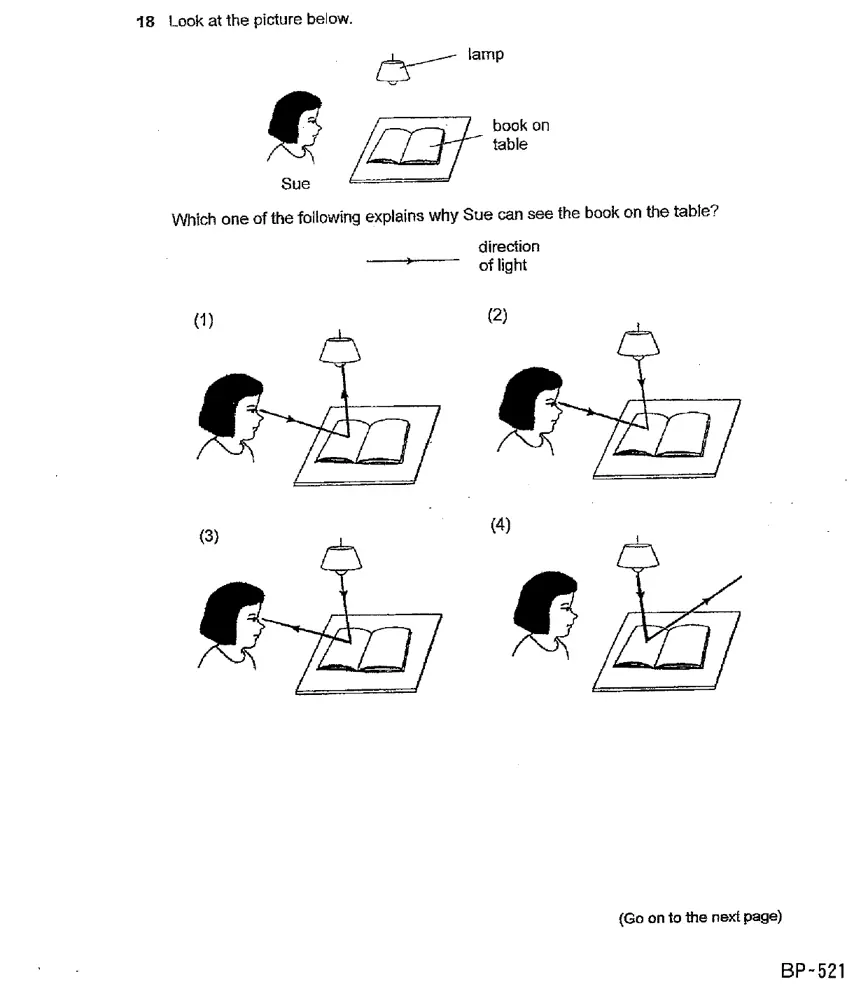 18 Look at the picture below.
lamp
book on
table
Sue
Which one of the following explains why Sue can see the book on the table?
direction
of light
(1)
(2)
(3)
(4)
(Go on to the next page)
BP-521